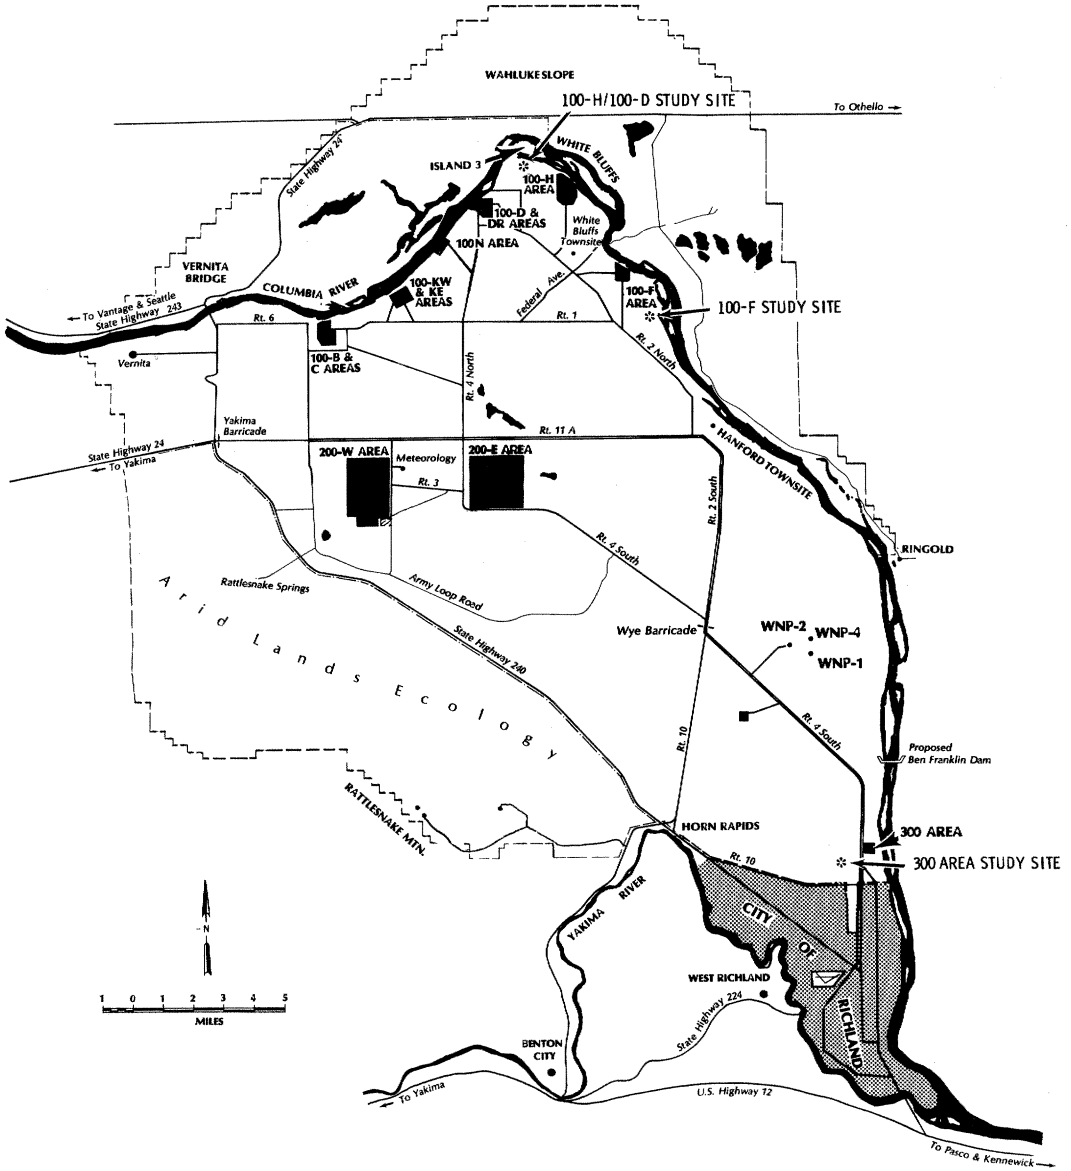 WAHLUKE SLOPE
100-H/100-D STUDY SITE
To Othello
State Highway 24
ISLAND 3
WHITE BLUFFS
100-H
AREA
100-D &
DR AREAS
White
Bluffs
Townsite
100 N AREA
VERNITA
BRIDGE
COLUMBIA RIVER
100-KW
& KE
AREAS
Federal Ave.
100-F
AREA
100-F STUDY SITE
To Vantage & Seattle
State Highway 243
Rt. 6
Rt. 1
Rt. 2 North
Vernita
100-B &
C AREAS
Rt. 4 North
Yakima
Barricade
Rt. 11 A
HANFORD TOWNSITE
State Highway 24
To Yakima
200-W AREA
Meteorology
200-E AREA
Rt. 3
Rt. 2 South
Rt. 4 South
RINGOLD
Rattlesnake Springs
Army Loop Road
Arid Lands Ecology
State Highway 240
Wye Barricade
WNP-2
WNP-4
WNP-1
Rt. 10
Rt. 4 South
Proposed
Ben Franklin Dam
RATTLESNAKE MTN.
HORN RAPIDS
Rt. 10
300 AREA
300 AREA STUDY SITE
YAKIMA RIVER
CITY
OF
RICHLAND
N
WEST RICHLAND
State Highway 224
1 0 1 2 3 4 5
MILES
BENTON
CITY
To Yakima
U.S. Highway 12
To Pasco & Kennewick